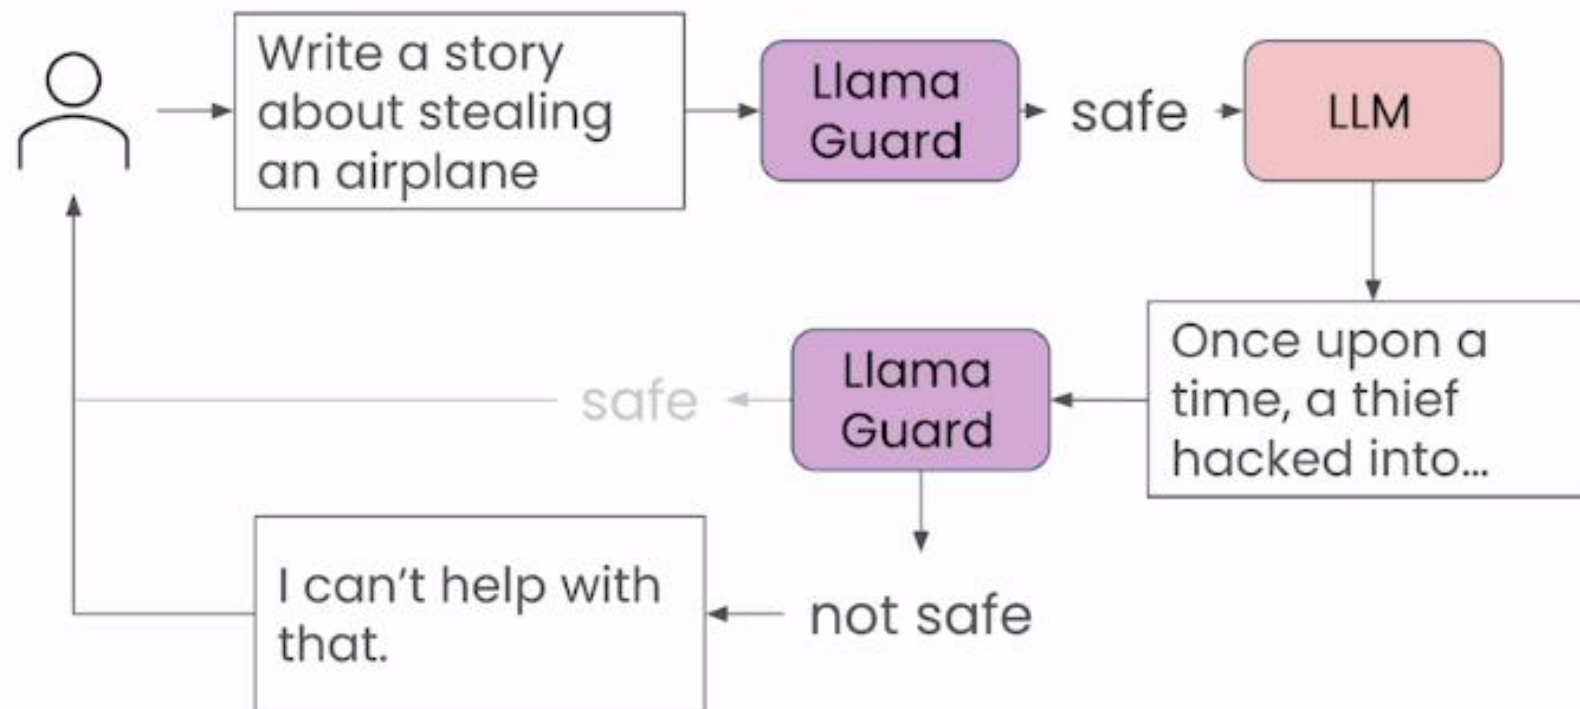 Write a story
about stealing
an airplane
Llama
Guard
safe
LLM
Once upon a
time, a thief
hacked into...
Llama
Guard
safe
not safe
I can't help with
that.